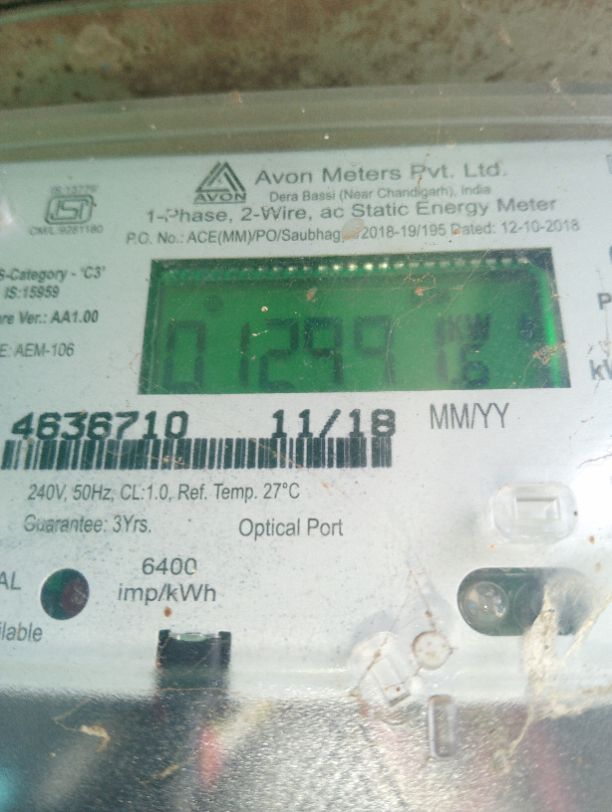 IS:13779
ISI
CM/L/9281180
AVON
Avon Meters Pvt. Ltd.
Dera Bassi (Near Chandigarh), India
1-Phase, 2-Wire, ac Static Energy Meter
P.O. No.: ACE(MM)/PO/Saubhag 2018-19/195 Dated: 12-10-2018
S-Category - 'C3'
IS:15959
re Ver.: AA1.00
E: AEM-106
kW
4636710 11/18 MM/YY
240V, 50Hz, CL:1.0, Ref. Temp. 27°C
Guarantee: 3Yrs.
Optical Port
6400
imp/kWh
AL
ilable